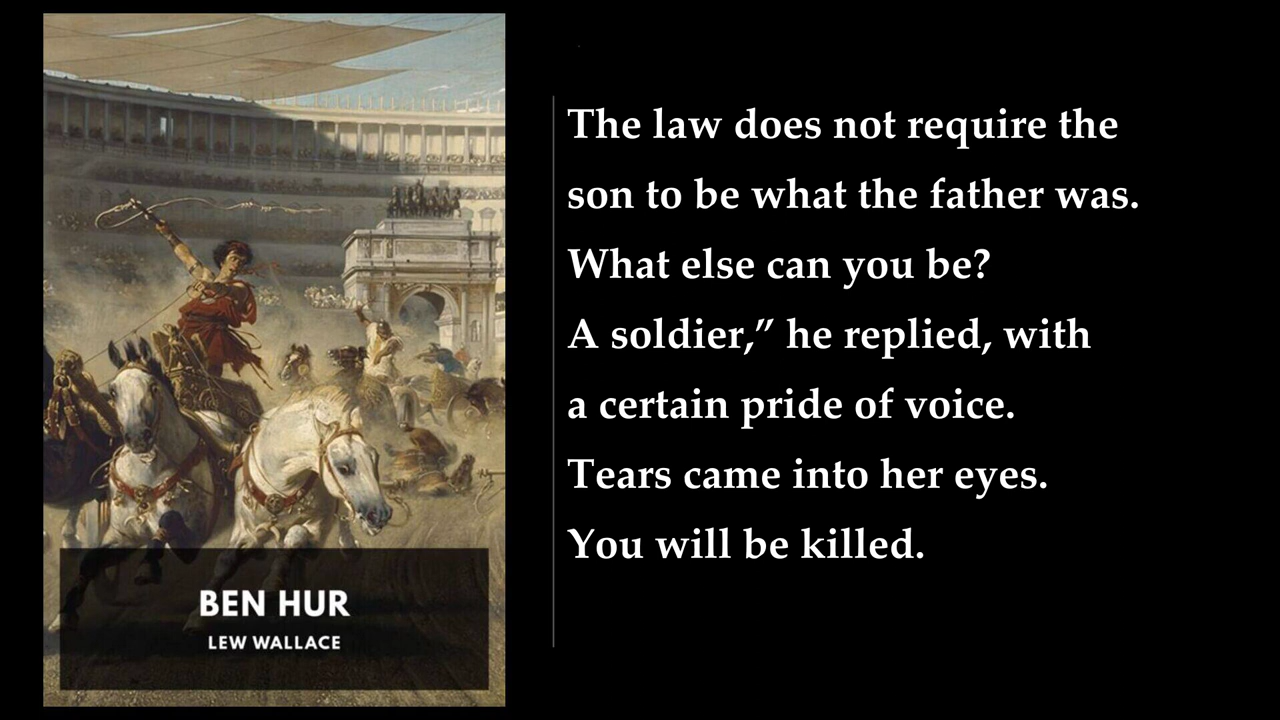 BEN HUR
LEW WALLACE
The law does not require the
son to be what the father was.
What else can you be?
A soldier,” he replied, with
a certain pride of voice.
Tears came into her eyes.
You will be killed.